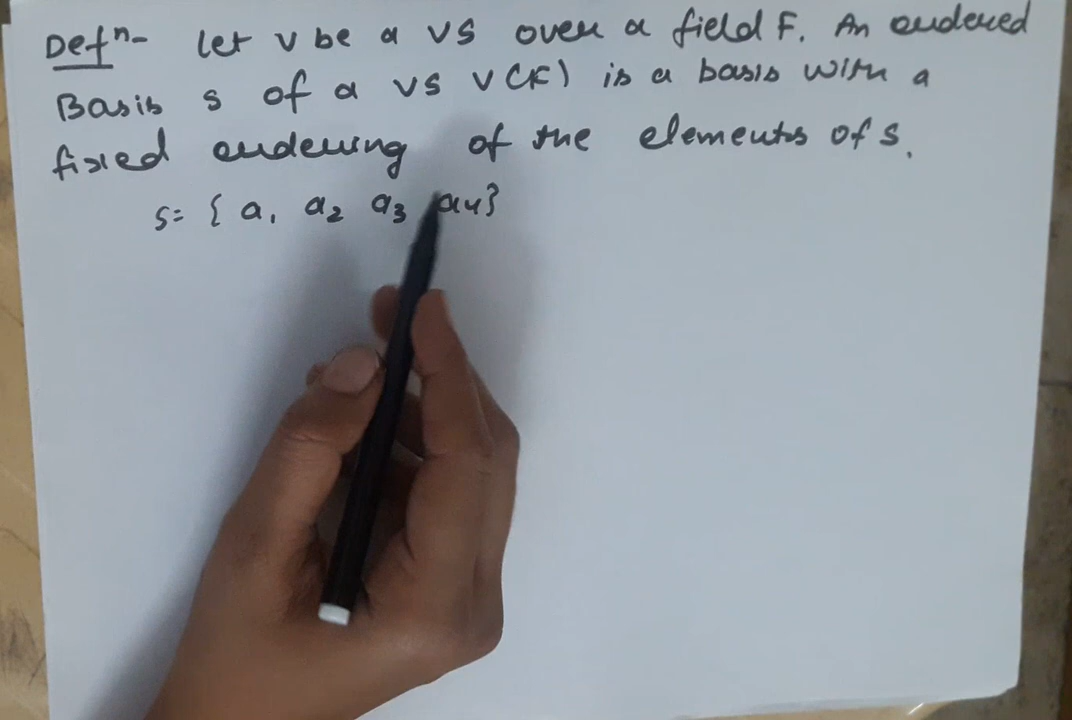 Defⁿ- let V be a VS over a field F. An ordered
Basis S of a VS V(F) is a basis with a
fixed ordering of the elements of S.
S = { a₁ a₂ a₃ a₄}